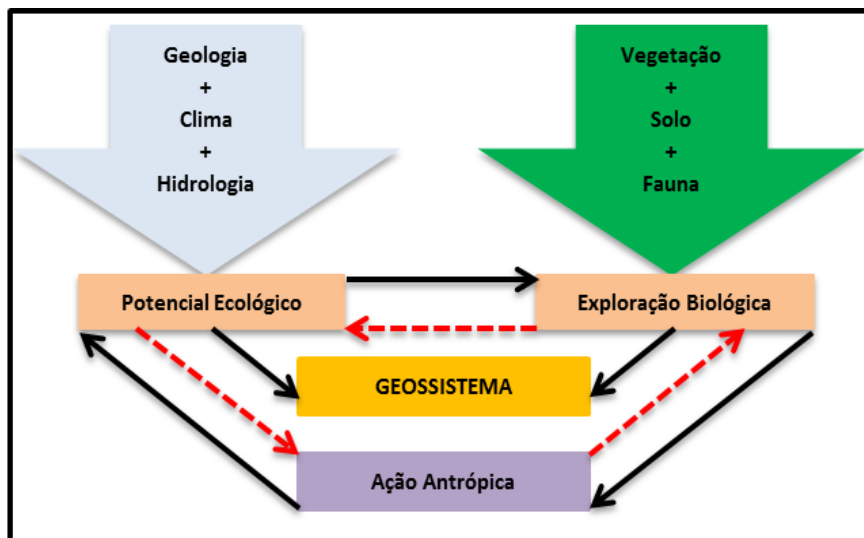 Geologia
+
Clima
+
Hidrologia
Vegetação
+
Solo
+
Fauna
Potencial Ecológico
Exploração Biológica
GEOSSISTEMA
Ação Antrópica